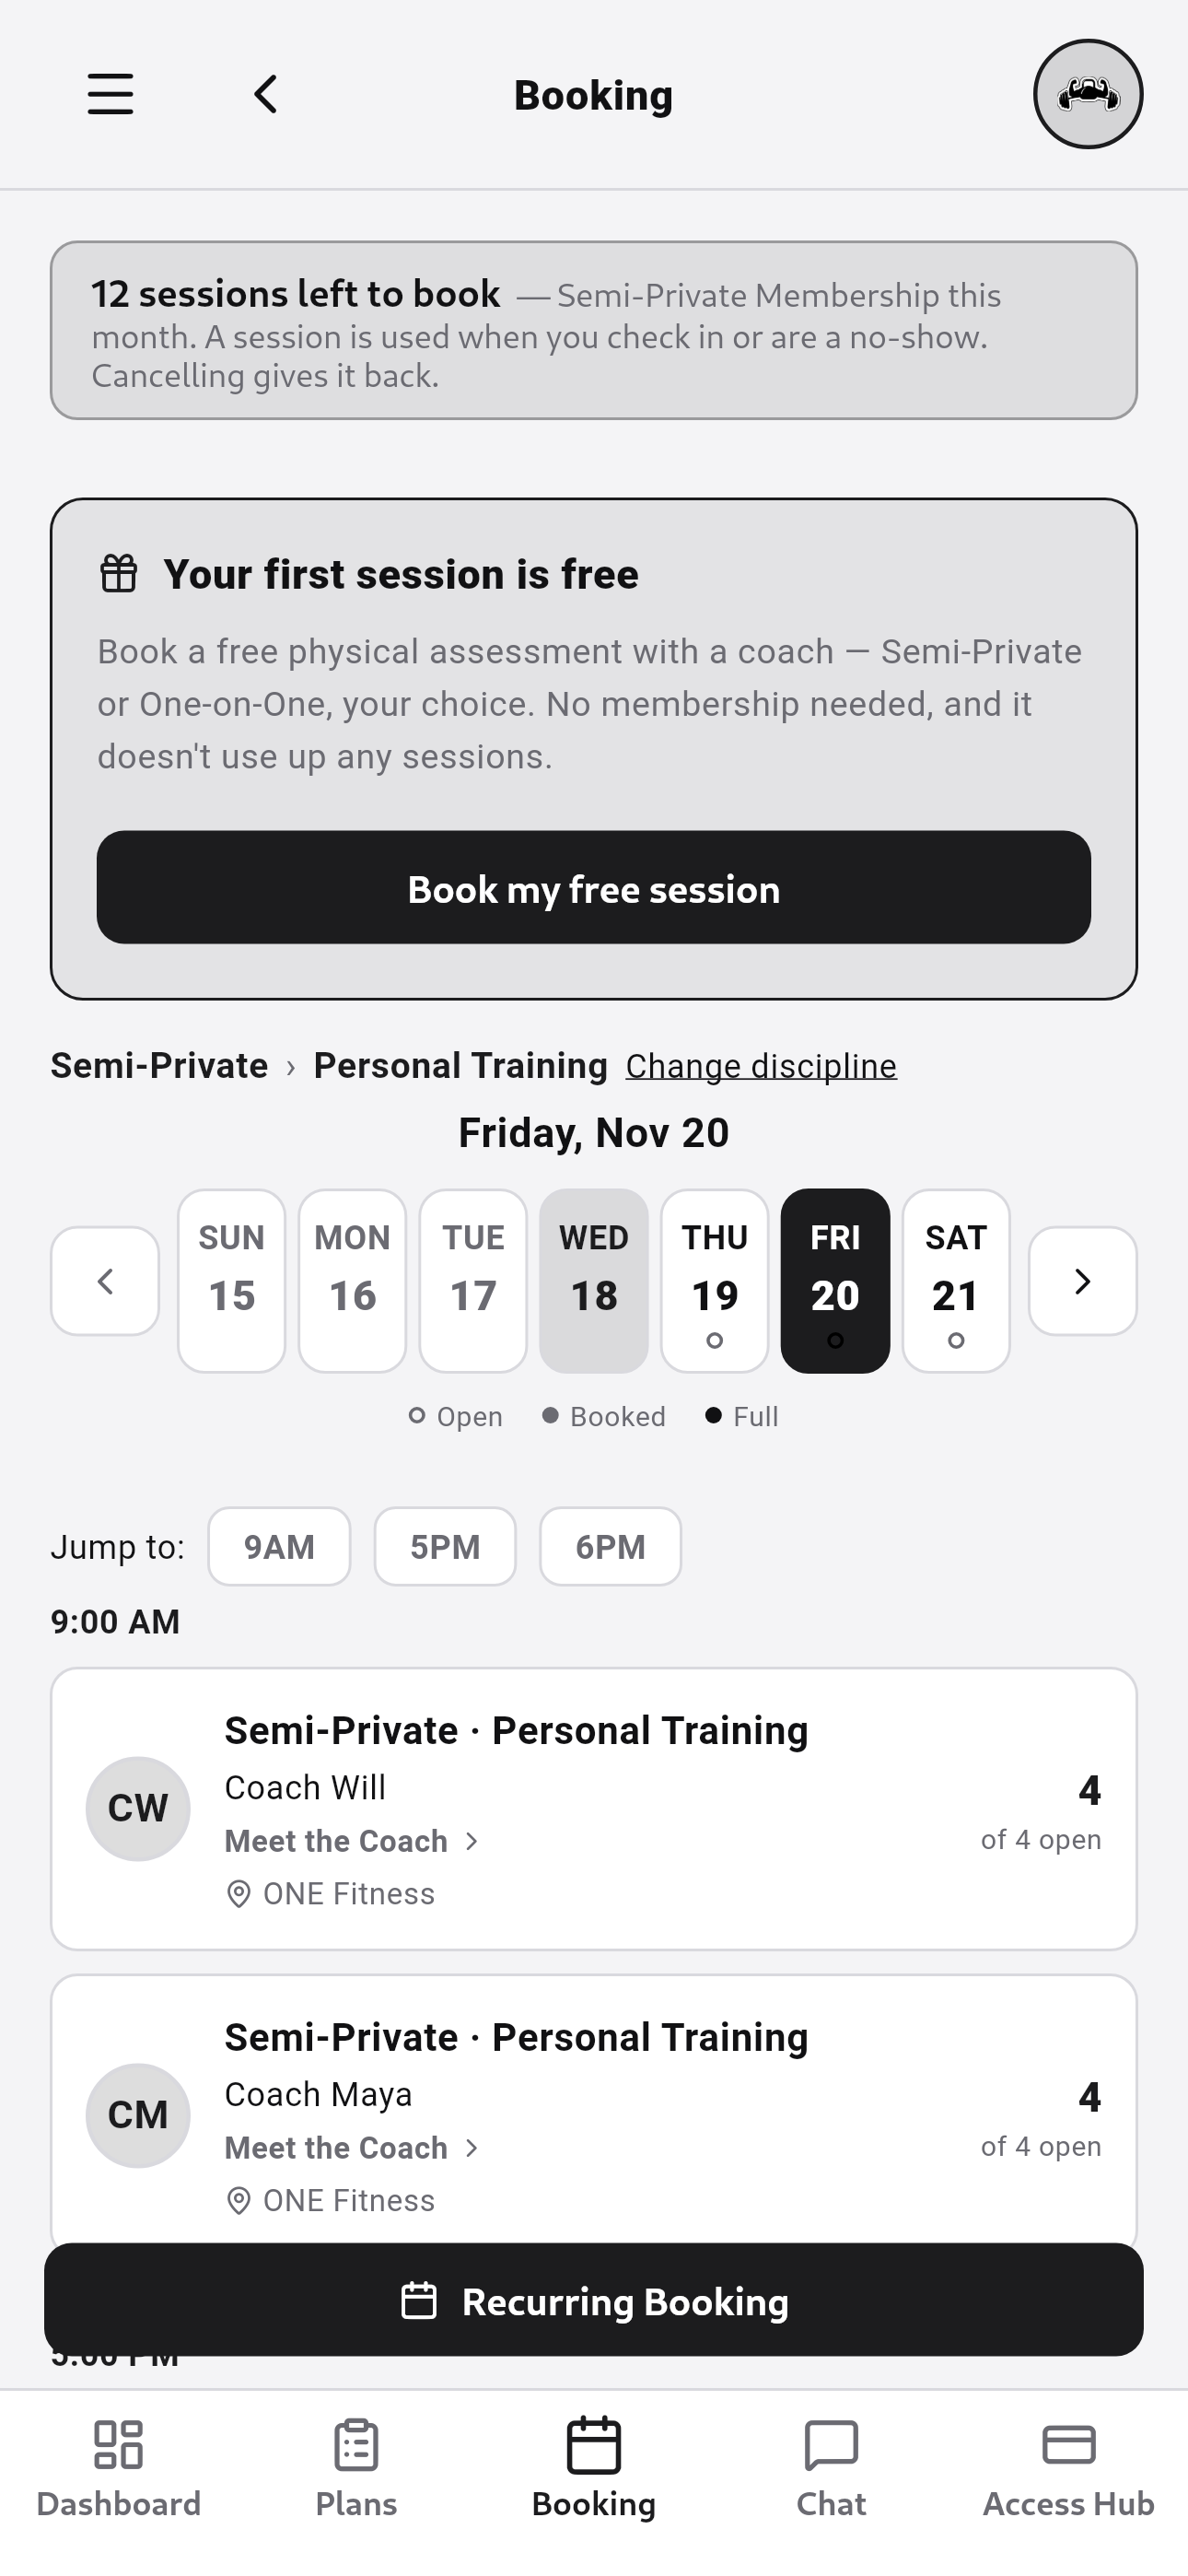 Booking
12 sessions left to book — Semi-Private Membership this
month. A session is used when you check in or are a no-show.
Cancelling gives it back.
Your first session is free
Book a free physical assessment with a coach — Semi-Private
or One-on-One, your choice. No membership needed, and it
doesn't use up any sessions.
Book my free session
Semi-Private › Personal Training Change discipline
Friday, Nov 20
SUN MON TUE WED THU FRI SAT
15 16 17 18 19 20 21
Open Booked Full
Jump to: 9AM 5PM 6PM
9:00 AM
Semi-Private · Personal Training
CW
Coach Will
4
Meet the Coach
of 4 open
ONE Fitness
Semi-Private · Personal Training
CM
Coach Maya
4
Meet the Coach
of 4 open
ONE Fitness
Recurring Booking
5:00 PM
Dashboard Plans Booking Chat Access Hub